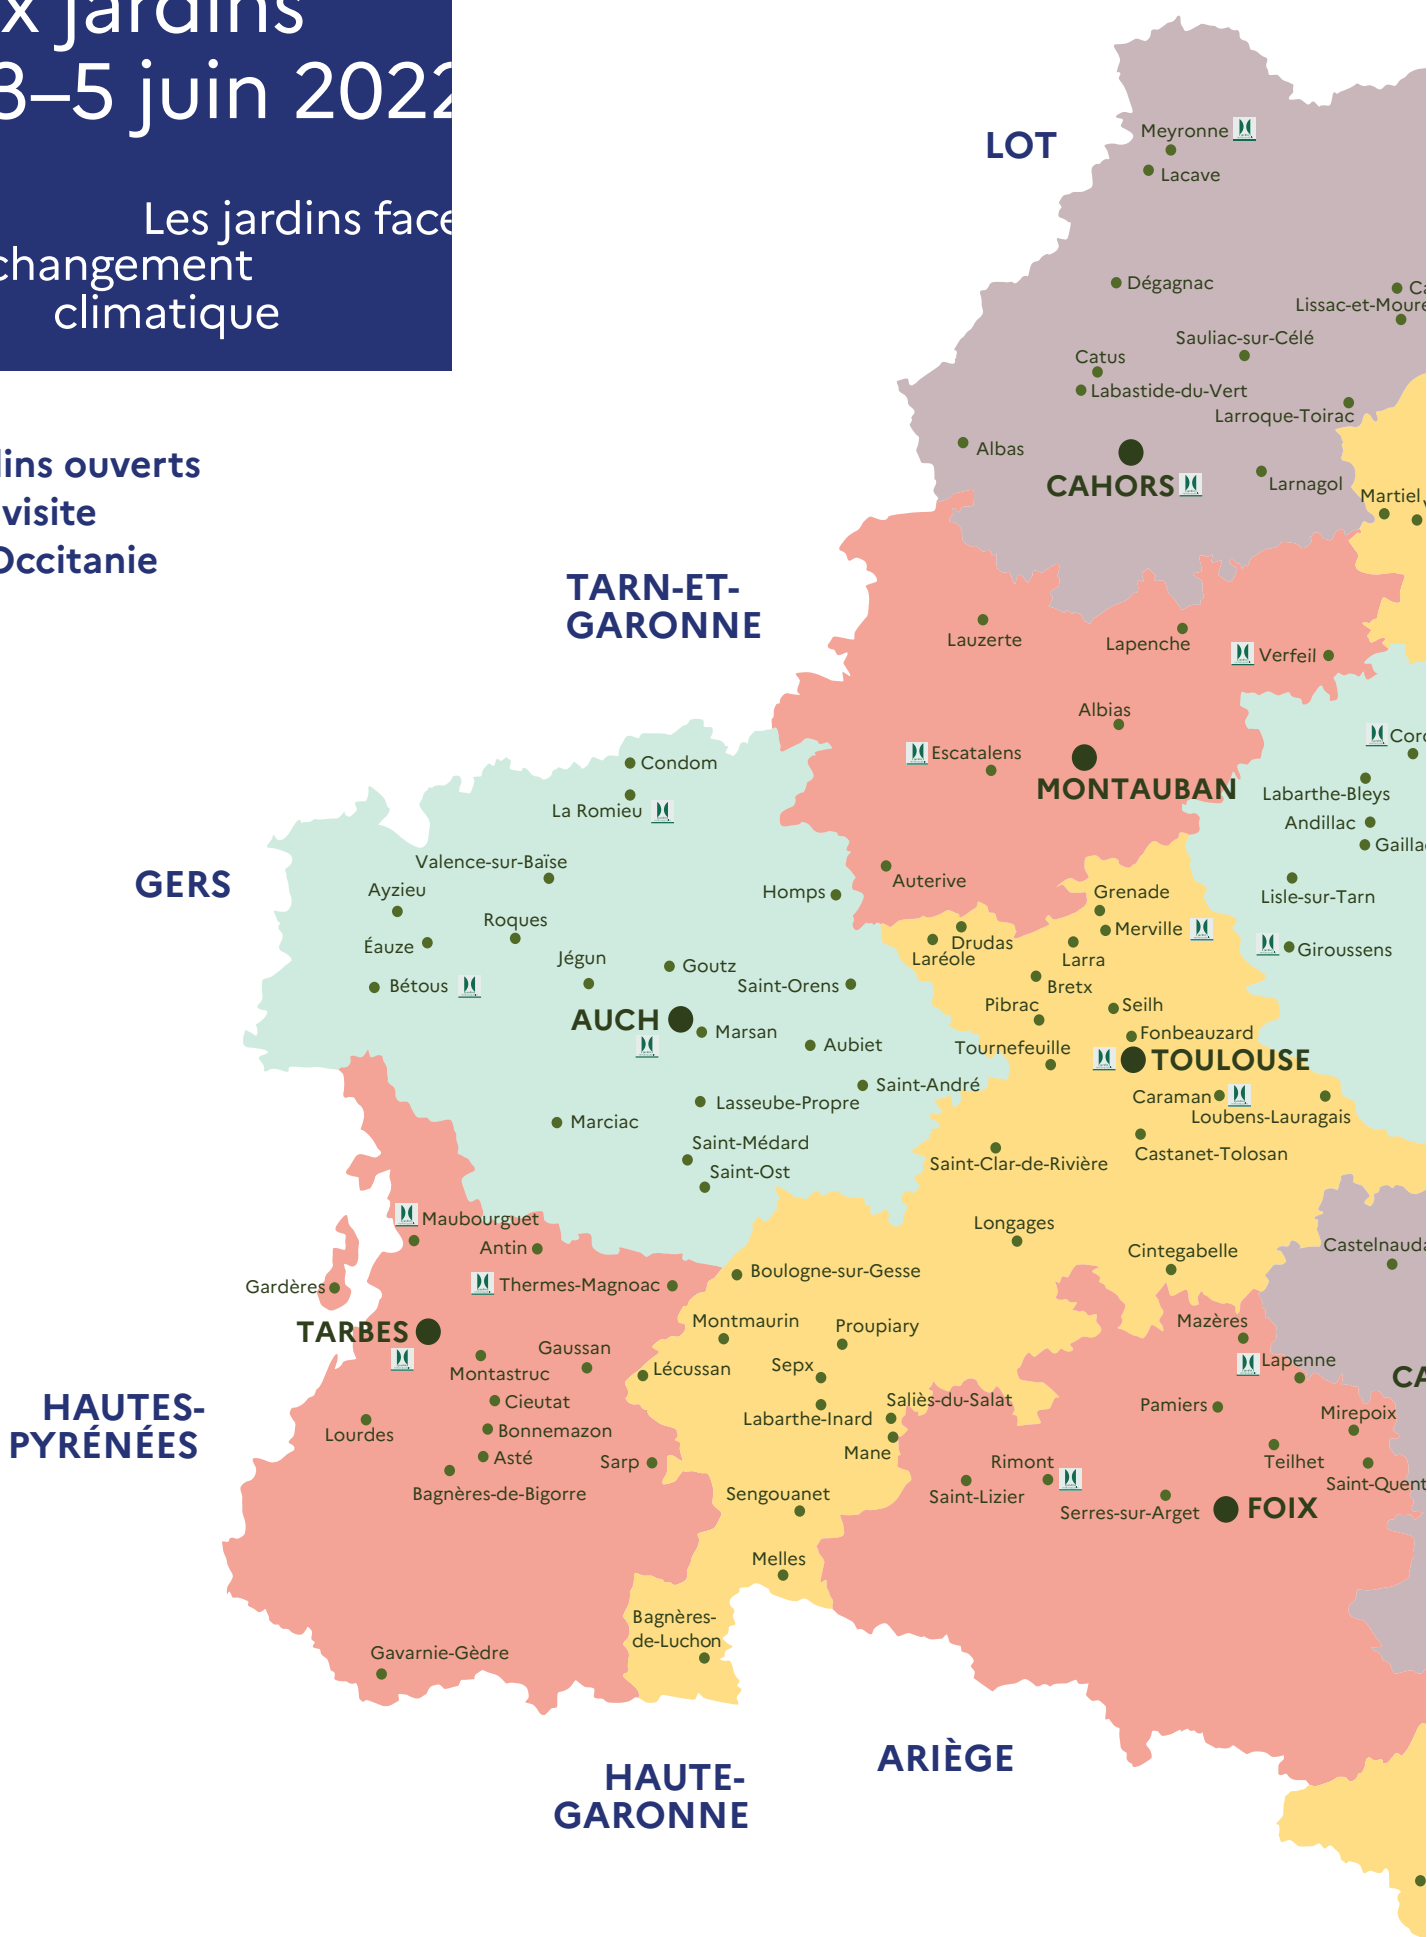 x jardins
3–5 juin 2022
Les jardins face
changement
climatique
ins ouverts
visite
Occitanie
LOT
Meyronne
Lacave
Dégagnac
Lissac-et-Moure
Sauliac-sur-Célé
Catus
Labastide-du-Vert
Larroque-Toirac
Albas
CAHORS
Larnagol
Martiel
TARN-ET-
GARONNE
Lauzerte
Lapenche
Verfeil
Albias
Escatalens
MONTAUBAN
Auterive
Cord
Labarthe-Bleys
Andillac
Gailla
Lisle-sur-Tarn
Giroussens
GERS
Condom
La Romieu
Valence-sur-Baïse
Ayzieu
Homps
Roques
Éauze
Jégun
Goutz
Bétous
Saint-Orens
AUCH
Marsan
Aubiet
Saint-André
Lasseube-Propre
Marciac
Saint-Médard
Saint-Ost
Grenade
Merville
Drudas
Laréole
Larra
Bretx
Pibrac
Seilh
Fonbeauzard
Tournefeuille
TOULOUSE
Caraman
Loubens-Lauragais
Castanet-Tolosan
Saint-Clar-de-Rivière
Longages
Cintegabelle
Castelnauda
Maubourguet
Antin
Gardères
Thermes-Magnoac
TARBES
Gaussan
Montastruc
Cieutat
Lourdes
Bonnemazon
Asté
Sarp
Bagnères-de-Bigorre
Gavarnie-Gèdre
HAUTES-
PYRÉNÉES
Boulogne-sur-Gesse
Montmaurin
Proupiary
Lécussan
Sepx
Saliès-du-Salat
Labarthe-Inard
Mane
Sengouanet
Melles
Bagnères-
de-Luchon
Mazères
Lapenne
CA
Pamiers
Mirepoix
Rimont
Teilhet
Saint-Quent
Saint-Lizier
Serres-sur-Arget
FOIX
ARIÈGE
HAUTE-
GARONNE